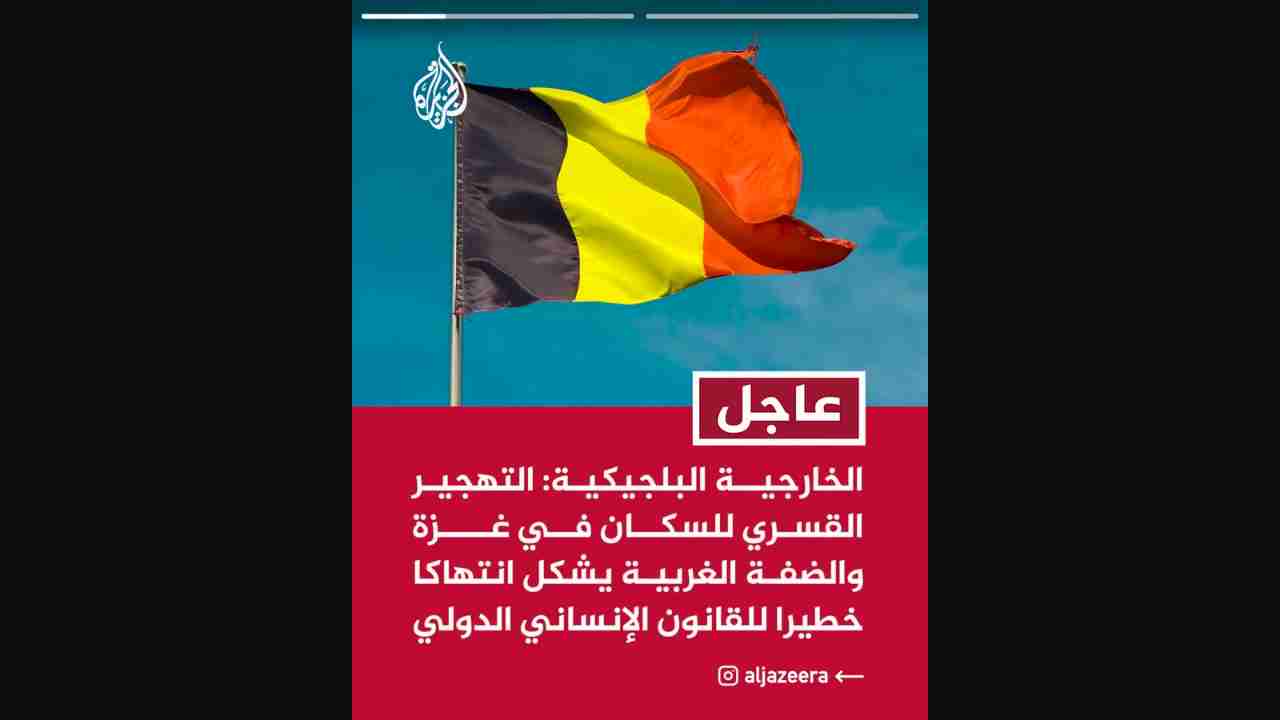 الجزيرة
عاجل
الخارجية البلجيكية: التهجير
القسري للسكان في غزة
والضفة الغربية يشكل انتهاكا
خطيرا للقانون الإنساني الدولي
aljazeera